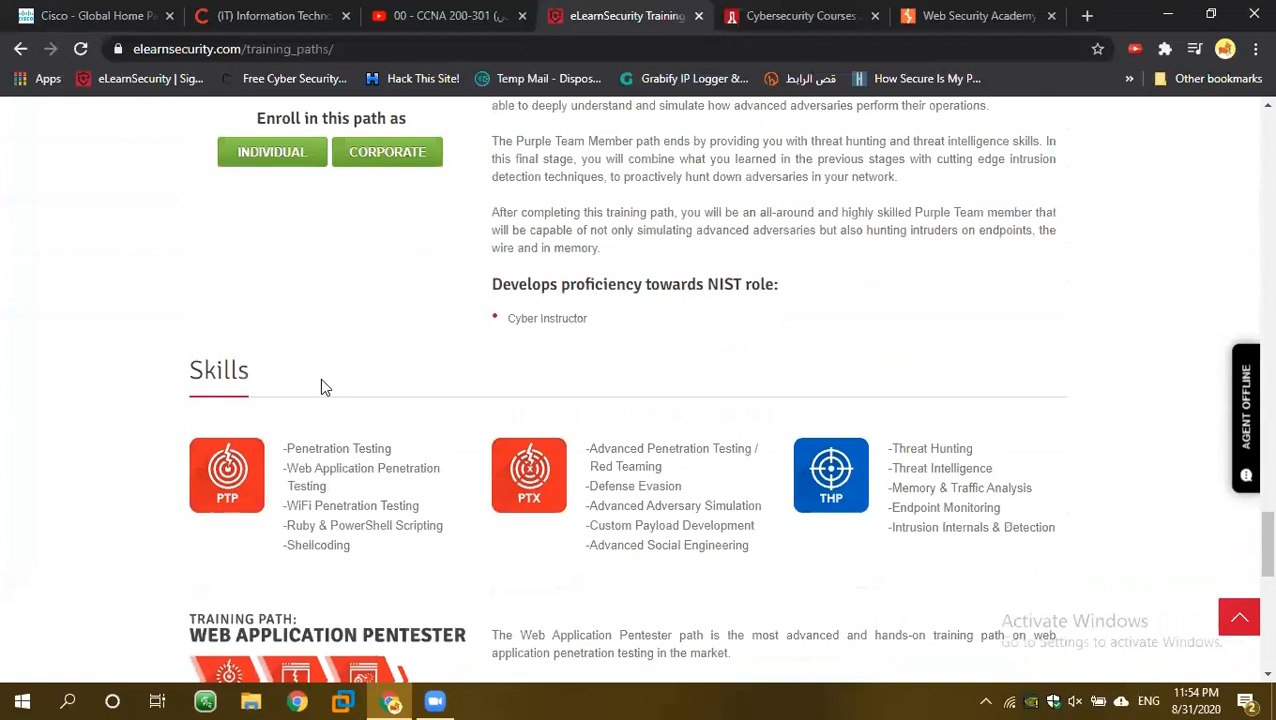 Cisco - Global Home P
(IT) Information Techn
00 - CCNA 200-301
eLearnSecurity Training
Cybersecurity Courses
Web Security Academy
elearnsecurity.com/training_paths/
Apps
eLearnSecurity | Sig...
Free Cyber Security...
Hack This Site!
Temp Mail - Dispos...
Grabify IP Logger &...
قص الرابط
How Secure Is My P...
»
Other bookmarks
Enroll in this path as
INDIVIDUAL
CORPORATE
able to deeply understand and simulate how advanced adversaries perform their operations.
The Purple Team Member path ends by providing you with threat hunting and threat intelligence skills. In
this final stage, you will combine what you learned in the previous stages with cutting edge intrusion
detection techniques, to proactively hunt down adversaries in your network.
After completing this training path, you will be an all-around and highly skilled Purple Team member that
will be capable of not only simulating advanced adversaries but also hunting intruders on endpoints, the
wire and in memory.
Develops proficiency towards NIST role:
Cyber Instructor
AGENT OFFLINE
Skills
PTP
-Penetration Testing
-Web Application Penetration
Testing
-WiFi Penetration Testing
-Ruby & PowerShell Scripting
-Shellcoding
PTX
-Advanced Penetration Testing /
Red Teaming
-Defense Evasion
-Advanced Adversary Simulation
-Custom Payload Development
-Advanced Social Engineering
THP
-Threat Hunting
-Threat Intelligence
-Memory & Traffic Analysis
-Endpoint Monitoring
-Intrusion Internals & Detection
TRAINING PATH:
WEB APPLICATION PENTESTER
The Web Application Pentester path is the most advanced and hands-on training path on web
application penetration testing in the market.
Activate Windows
Go to Settings to activate Windows.
ENG
11:54 PM
8/31/2020
2